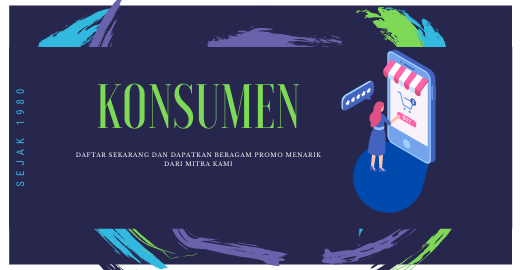 SEJAK 1980
KONSUMEN
DAFTAR SEKARANG DAN DAPATKAN BERAGAM PROMO MENARIK
DARI MITRA KAMI